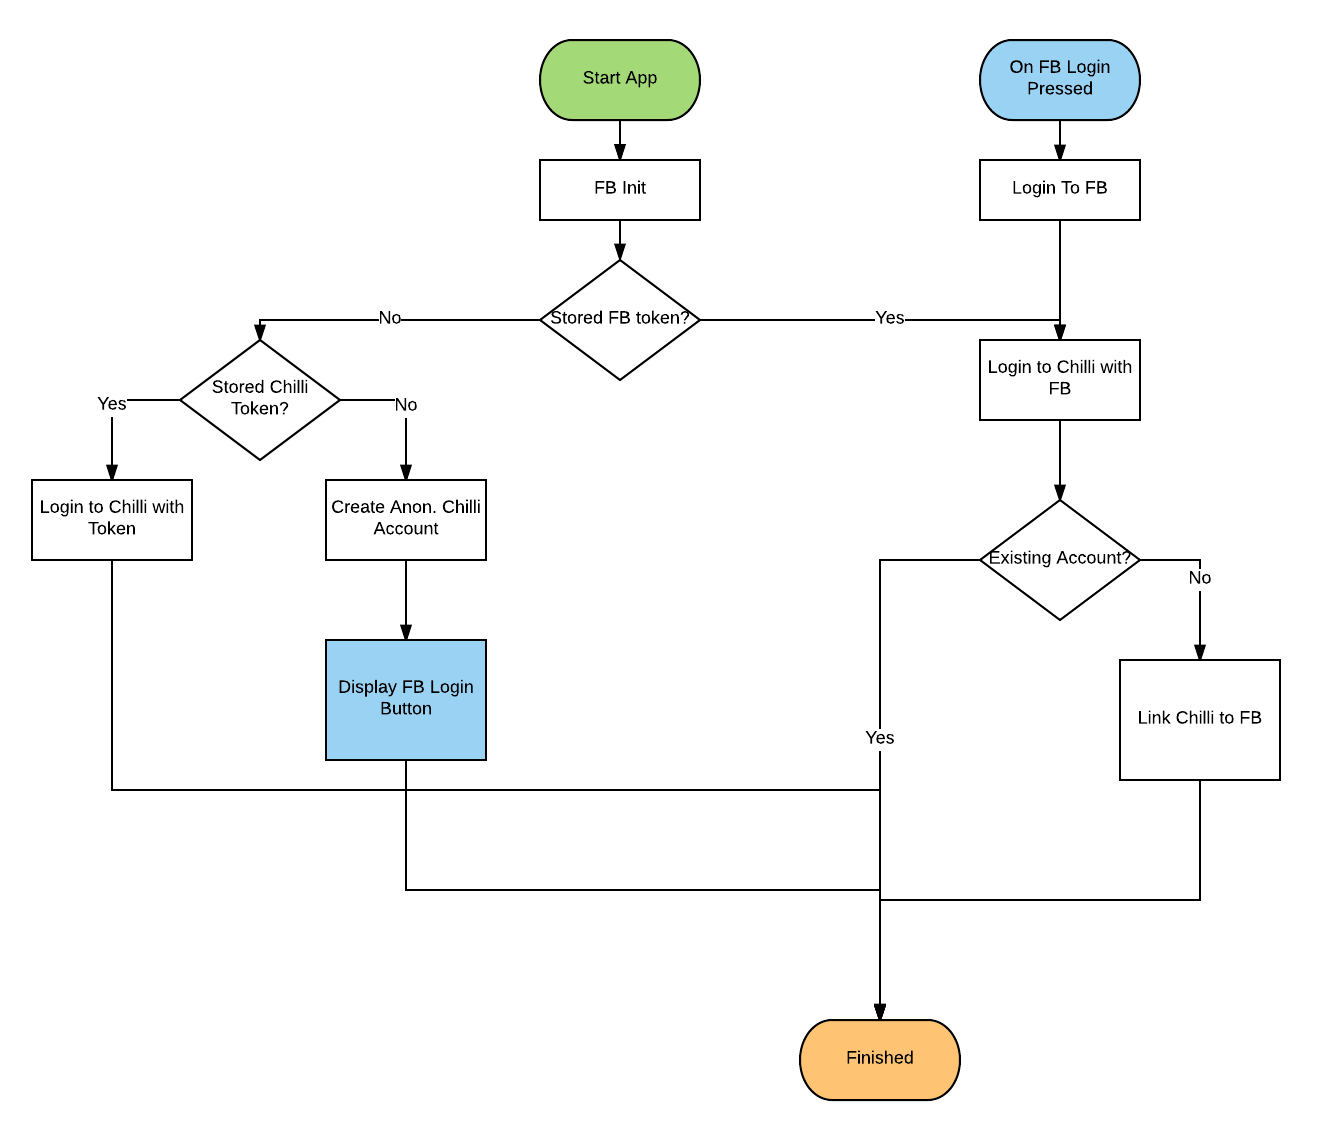 Start App
On FB Login
Pressed
FB Init
Login To FB
No
Stored FB token?
Yes
Stored Chilli
Token?
Login to Chilli with
FB
Yes
No
Login to Chilli with
Token
Create Anon. Chilli
Account
Existing Account?
No
Display FB Login
Button
Link Chilli to FB
Yes
Finished